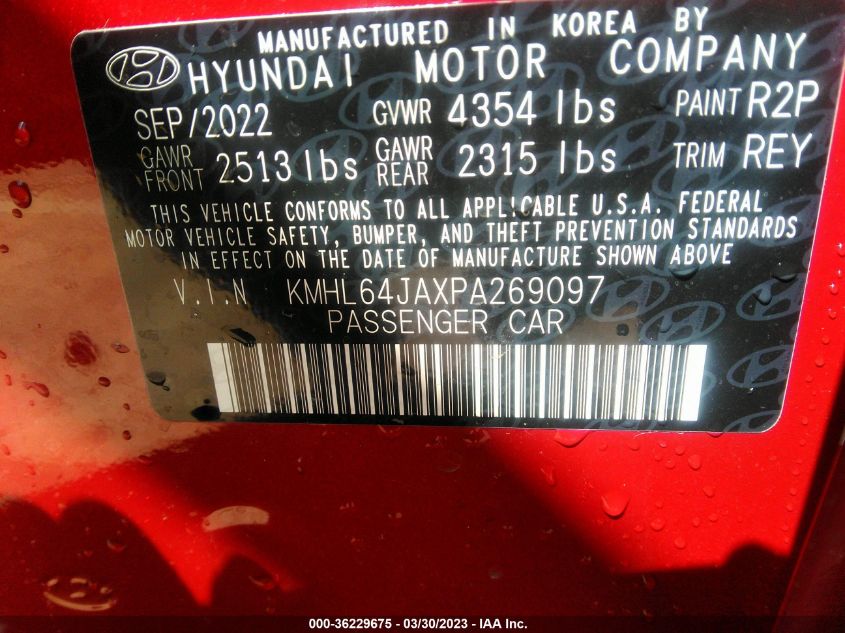 MANUFACTURED IN KOREA BY
HYUNDAI MOTOR COMPANY
SEP/2022 GVWR 4354 lbs PAINT R2P
GAWR FRONT 2513 lbs GAWR REAR 2315 lbs TRIM REY
THIS VEHICLE CONFORMS TO ALL APPLICABLE U.S.A. FEDERAL
MOTOR VEHICLE SAFETY, BUMPER, AND THEFT PREVENTION STANDARDS
IN EFFECT ON THE DATE OF MANUFACTURE SHOWN ABOVE
V.I.N KMHL64JAXPA269097
PASSENGER CAR
000-36229675 - 03/30/2023 - IAA Inc.